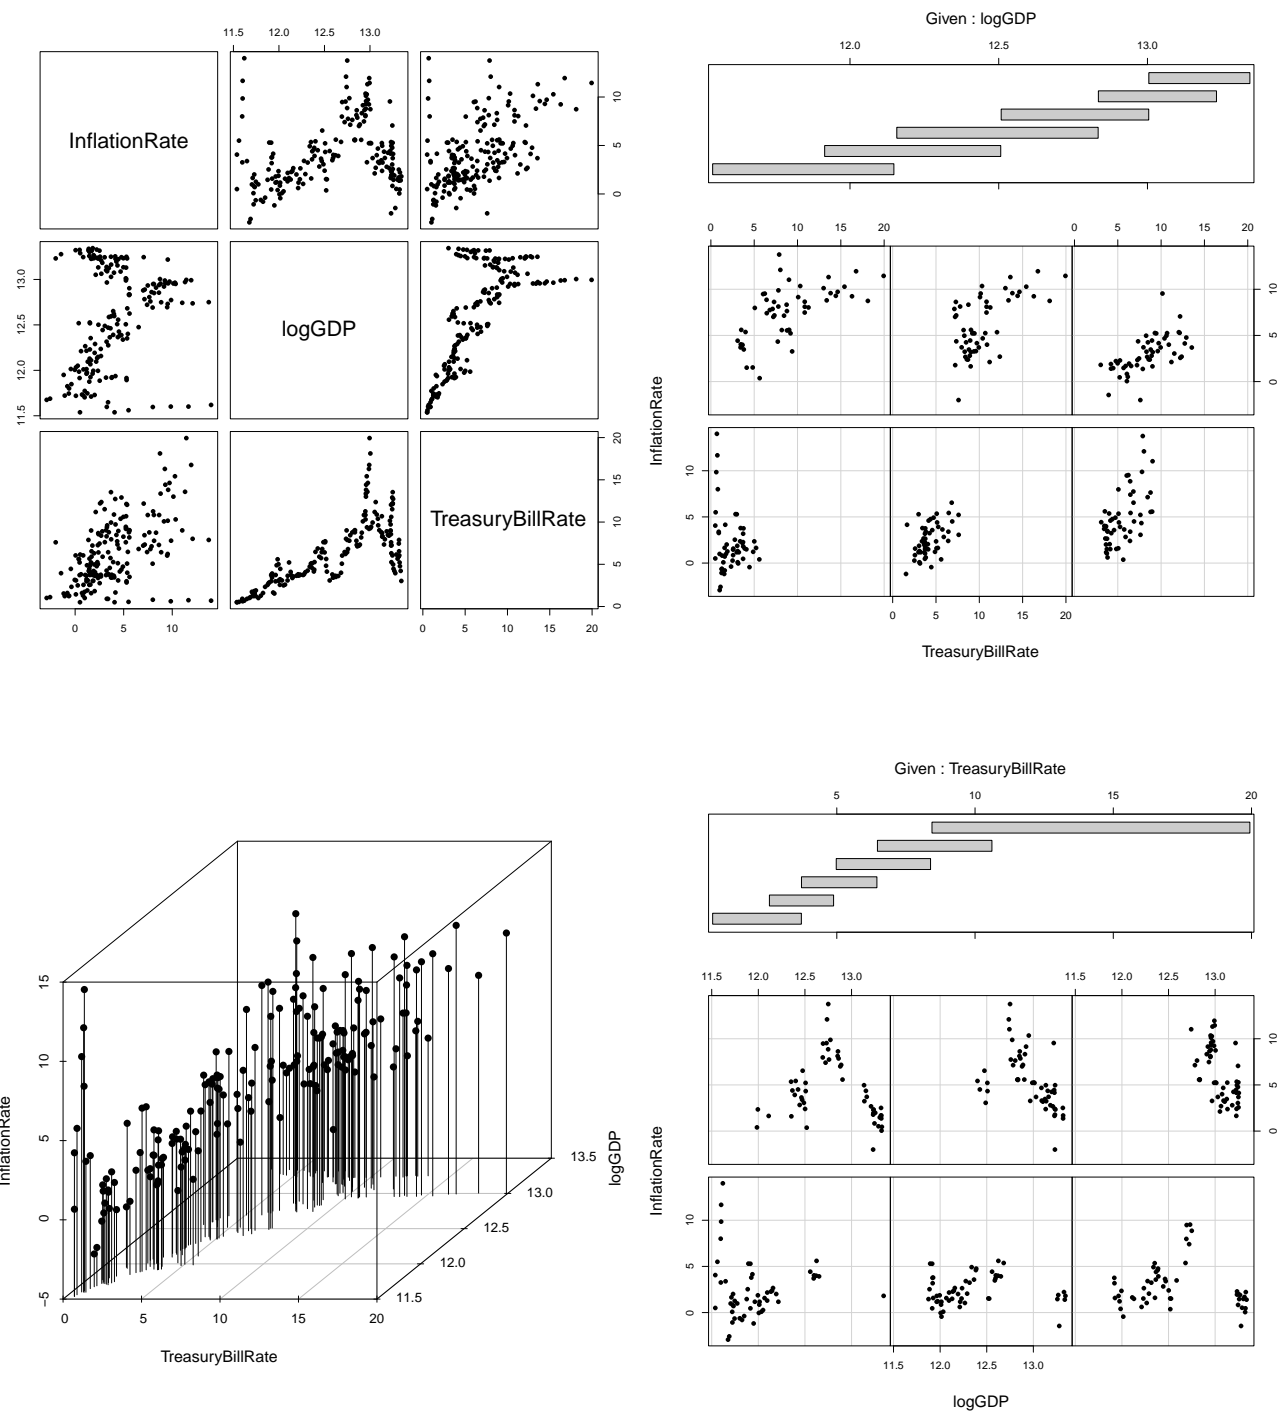 11.5 12.0 12.5 13.0
InflationRate
0 5 10
11.5 12.0 12.5 13.0
logGDP
TreasuryBillRate
0 5 10 15 20
0 5 10
0 5 10 15 20
Given : logGDP
12.0 12.5 13.0
0 5 10 15 20
0 5 10 15 20
0 5 10
0 5 10
InflationRate
0 5 10 15 20
TreasuryBillRate
15
10
5
0
−5
InflationRate
0 5 10 15 20
TreasuryBillRate
13.5
13.0
12.5
12.0
11.5
logGDP
Given : TreasuryBillRate
5 10 15 20
11.5 12.0 12.5 13.0
11.5 12.0 12.5 13.0
0 5 10
0 5 10
InflationRate
11.5 12.0 12.5 13.0
logGDP